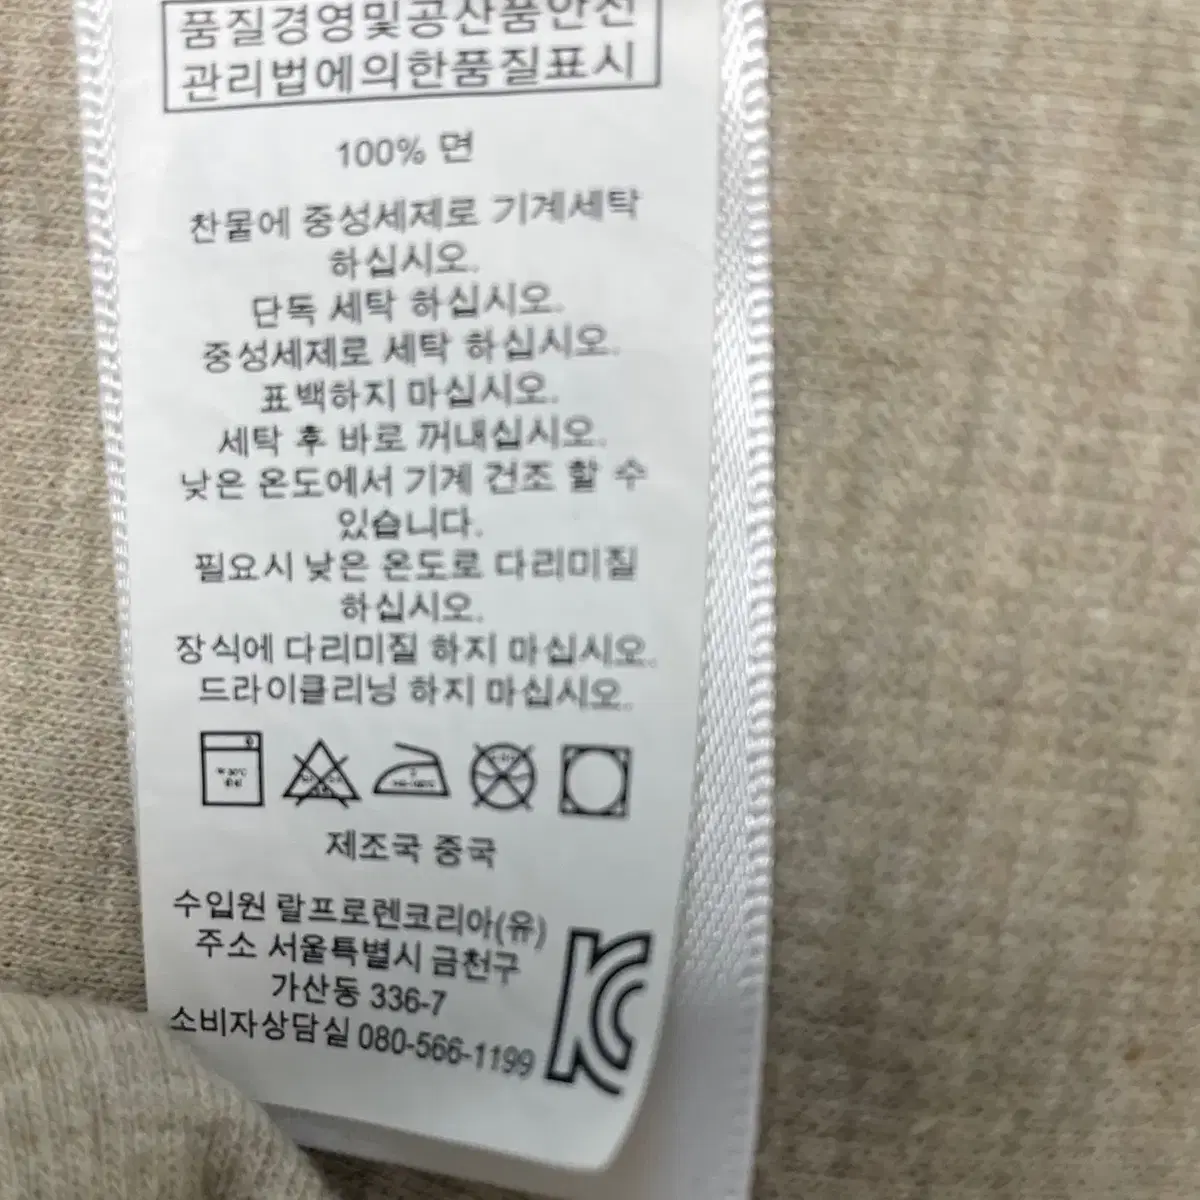 품질경영및공산품안전
관리법에의한품질표시
100% 면
찬물에 중성세제로 기계세탁
하십시오.
단독 세탁 하십시오.
중성세제로 세탁 하십시오.
표백하지 마십시오.
세탁 후 바로 꺼내십시오.
낮은 온도에서 기계 건조 할 수
있습니다.
필요시 낮은 온도로 다리미질
하십시오.
장식에 다리미질 하지 마십시오.
드라이클리닝 하지 마십시오.
제조국 중국
수입원 랄프로렌코리아(유)
주소 서울특별시 금천구
가산동 336-7
소비자상담실 080-566-1199